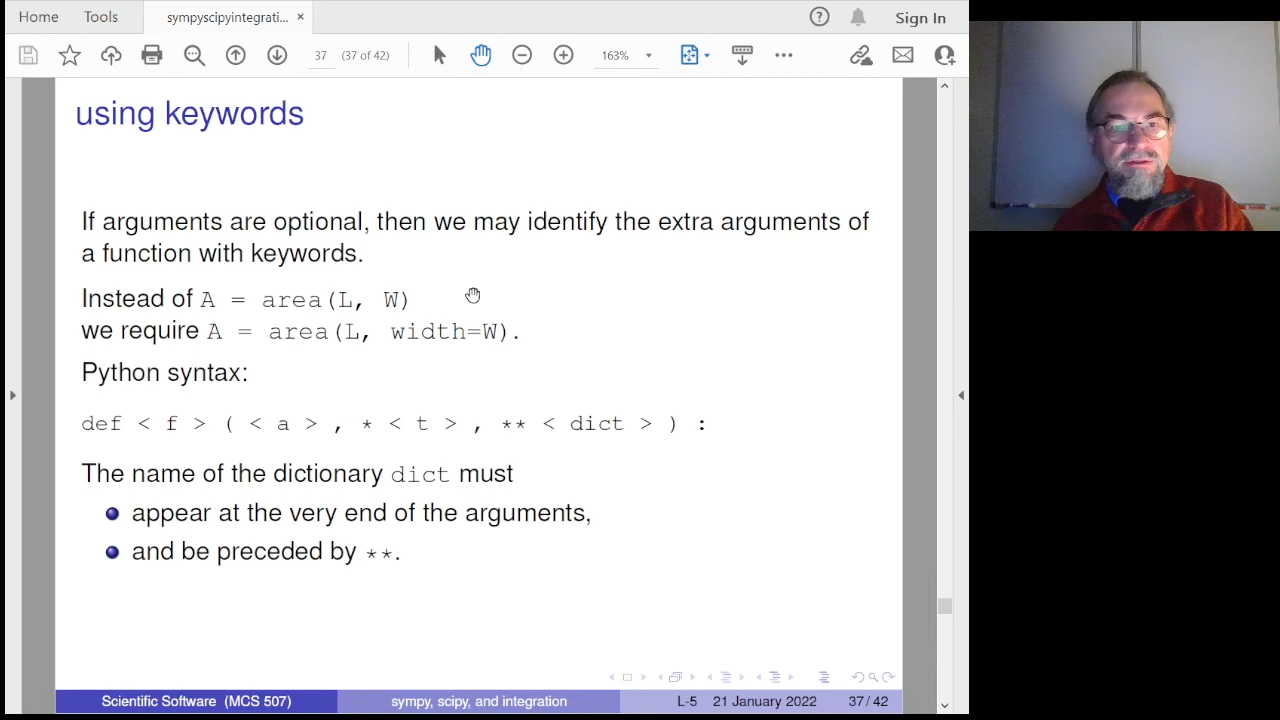 Home Tools sympyscipyintegrati... × Sign In
37 (37 of 42) 163%
using keywords
If arguments are optional, then we may identify the extra arguments of
a function with keywords.
Instead of A = area(L, W)
we require A = area(L, width=W).
Python syntax:
def < f > ( < a > , * < t > , ** < dict > ) :
The name of the dictionary dict must
appear at the very end of the arguments,
and be preceded by **.
Scientific Software (MCS 507) sympy, scipy, and integration L-5 21 January 2022 37 / 42